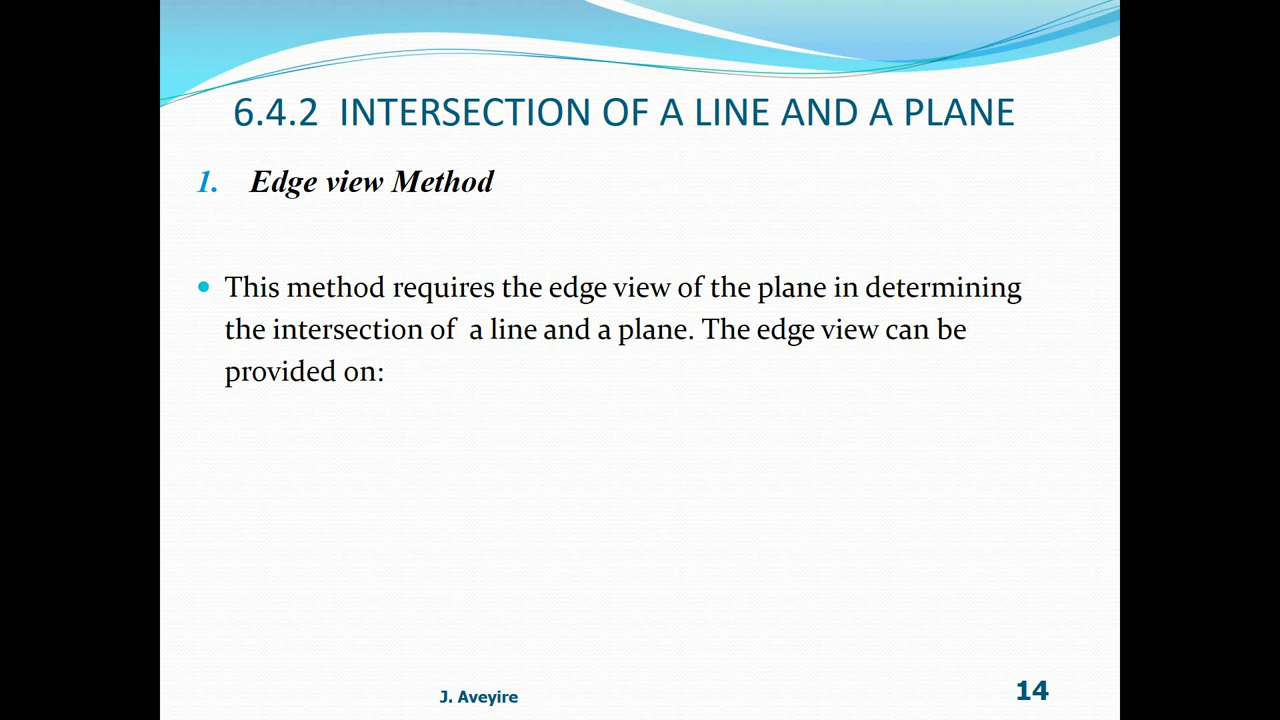 6.4.2 INTERSECTION OF A LINE AND A PLANE
1. Edge view Method
• This method requires the edge view of the plane in determining
the intersection of a line and a plane. The edge view can be
provided on:
J. Aveyire
14